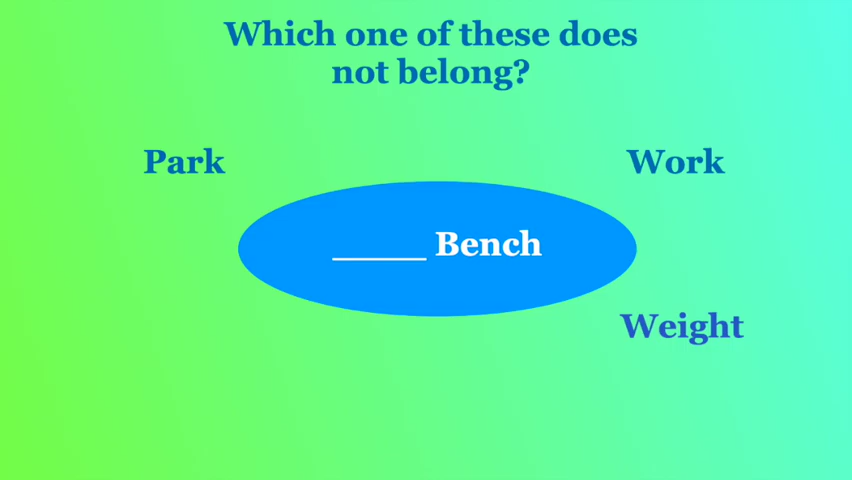 Which one of these does
not belong?
Park
Work
_____ Bench
Weight